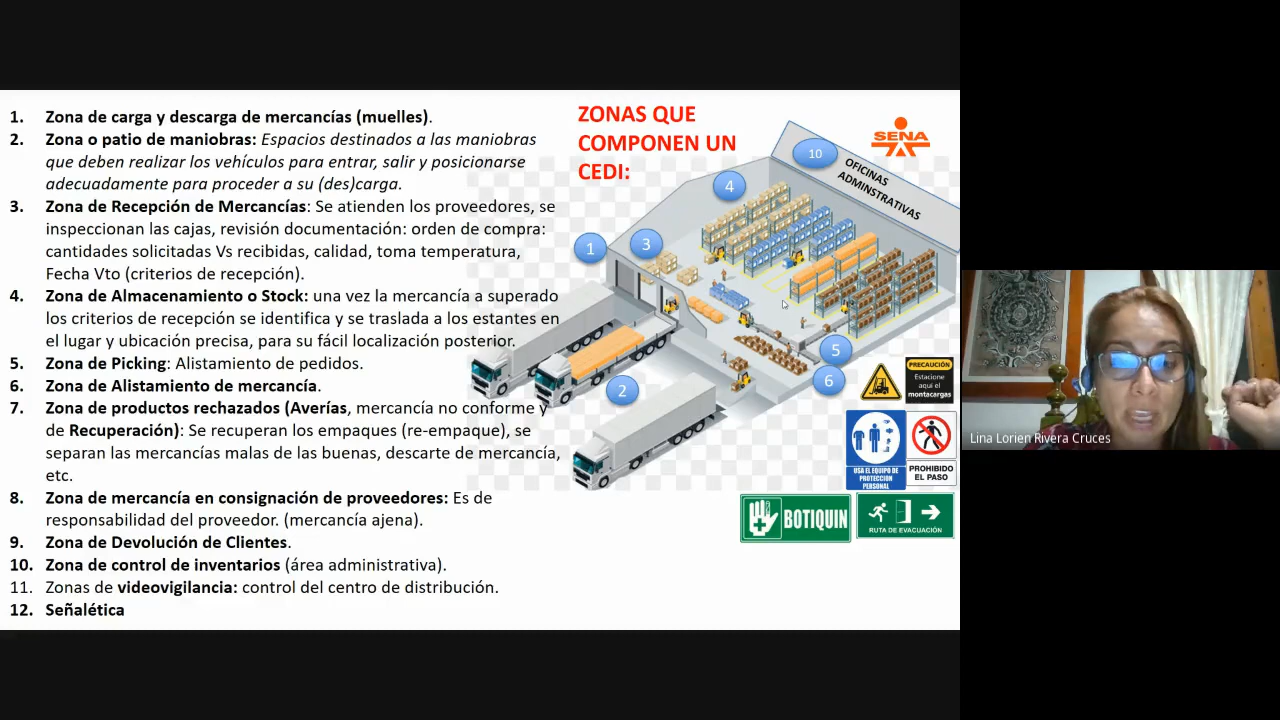 1. Zona de carga y descarga de mercancías (muelles).
2. Zona o patio de maniobras: Espacios destinados a las maniobras
que deben realizar los vehículos para entrar, salir y posicionarse
adecuadamente para proceder a su (des)carga.
3. Zona de Recepción de Mercancías: Se atienden los proveedores, se
inspeccionan las cajas, revisión documentación: orden de compra:
cantidades solicitadas Vs recibidas, calidad, toma temperatura,
Fecha Vto (criterios de recepción).
4. Zona de Almacenamiento o Stock: una vez la mercancía a superado
los criterios de recepción se identifica y se traslada a los estantes en
el lugar y ubicación precisa, para su fácil localización posterior.
5. Zona de Picking: Alistamiento de pedidos.
6. Zona de Alistamiento de mercancía.
7. Zona de productos rechazados (Averías, mercancía no conforme y
de Recuperación): Se recuperan los empaques (re-empaque), se
separan las mercancías malas de las buenas, descarte de mercancía,
etc.
8. Zona de mercancía en consignación de proveedores: Es de
responsabilidad del proveedor. (mercancía ajena).
9. Zona de Devolución de Clientes.
10. Zona de control de inventarios (área administrativa).
11. Zonas de videovigilancia: control del centro de distribución.
12. Señalética
ZONAS QUE
COMPONEN UN
CEDI:
SENA
10
OFICINAS
ADMINSTRATIVAS
4
1
3
2
5
6
PRECAUCIÓN
Estacione
aquí el
montacargas
USA EL EQUIPO DE
PROTECCION
PERSONAL
PROHIBIDO
EL PASO
BOTIQUIN
RUTA DE EVACUACIÓN
Lina Lorien Rivera Cruces